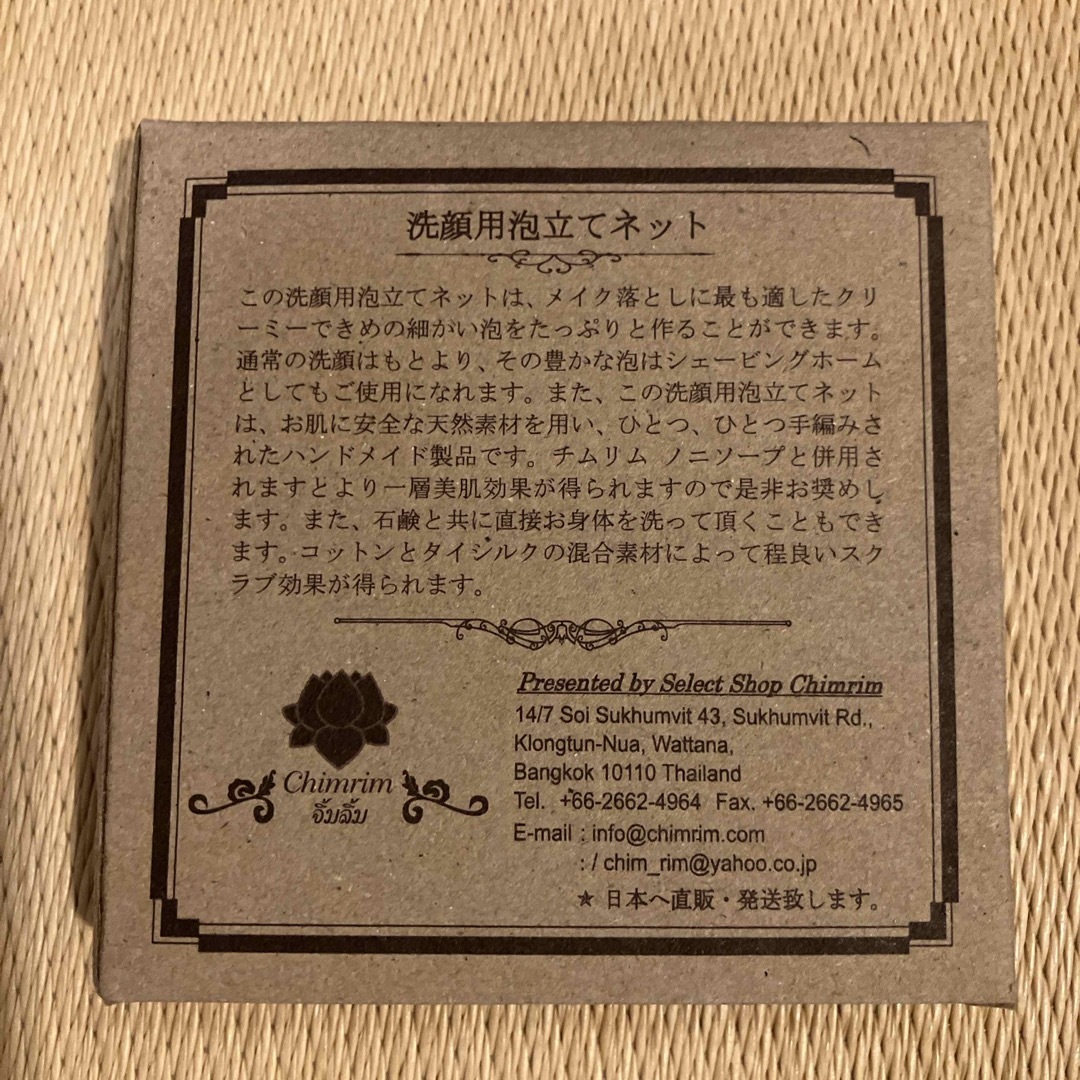 洗顔用泡立てネット
この洗顔用泡立てネットは、メイク落としに最も適したクリ
ーミーできめの細かい泡をたっぷりと作ることができます。
通常の洗顔はもとより、その豊かな泡はシェービングホーム
としてもご使用になれます。また、この洗顔用泡立てネット
は、お肌に安全な天然素材を用い、ひとつ、ひとつ手編みさ
れたハンドメイド製品です。チムリム ノニソープと併用さ
れますとより一層美肌効果が得られますので是非お奨めし
ます。また、石鹸と共に直接お身体を洗って頂くこともでき
ます。コットンとタイシルクの混合素材によって程良いスク
ラブ効果が得られます。
Chimrim
จิ้มลิ้ม
Presented by Select Shop Chimrim
14/7 Soi Sukhumvit 43, Sukhumvit Rd.,
Klongtun-Nua, Wattana,
Bangkok 10110 Thailand
Tel. +66-2662-4964 Fax. +66-2662-4965
E-mail : info@chimrim.com
: / chim_rim@yahoo.co.jp
★ 日本へ直販・発送致します。